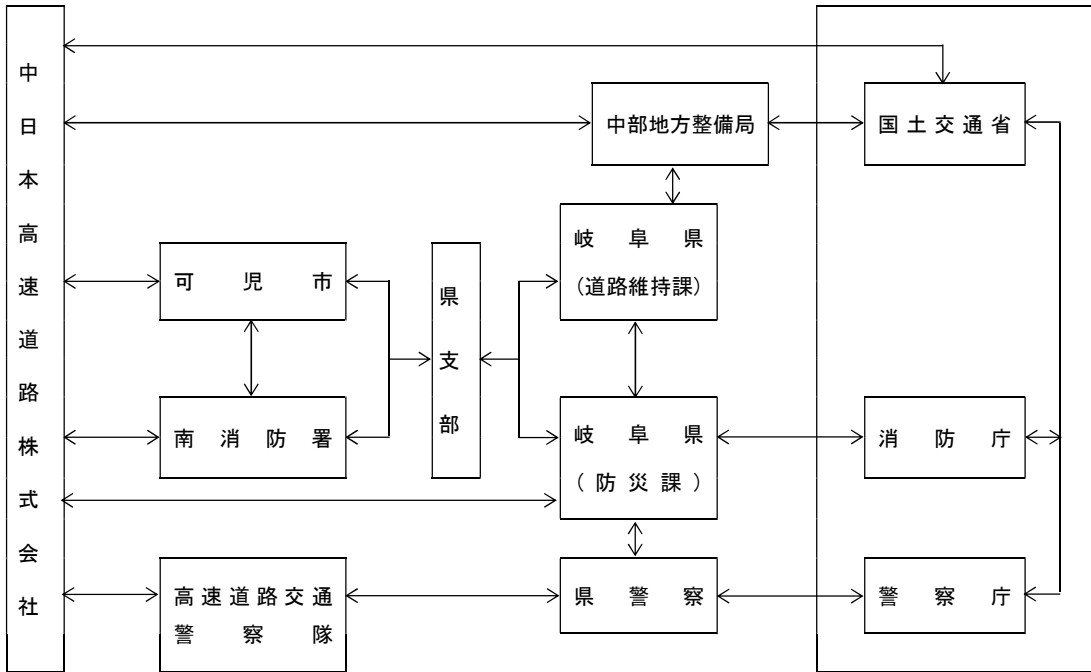 中日本高速道路株式会社
中部地方整備局
国土交通省
岐阜県
(道路維持課)
可児市
県支部
南消防署
岐阜県
(防災課)
消防庁
高速道路交通
警察隊
県警察
警察庁